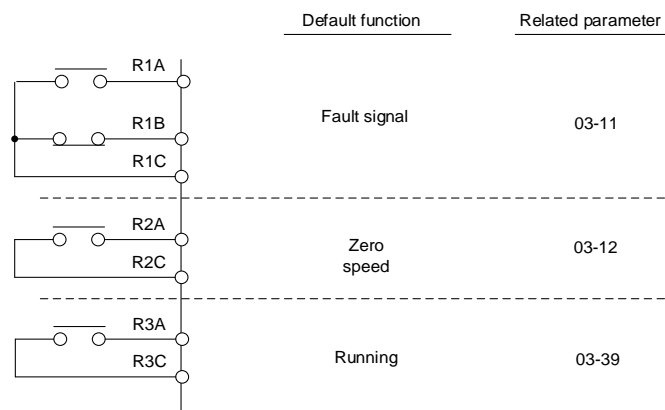 Default function Related parameter
R1A
R1B
R1C
Fault signal
03-11
R2A
R2C
Zero
speed
03-12
R3A
R3C
Running
03-39